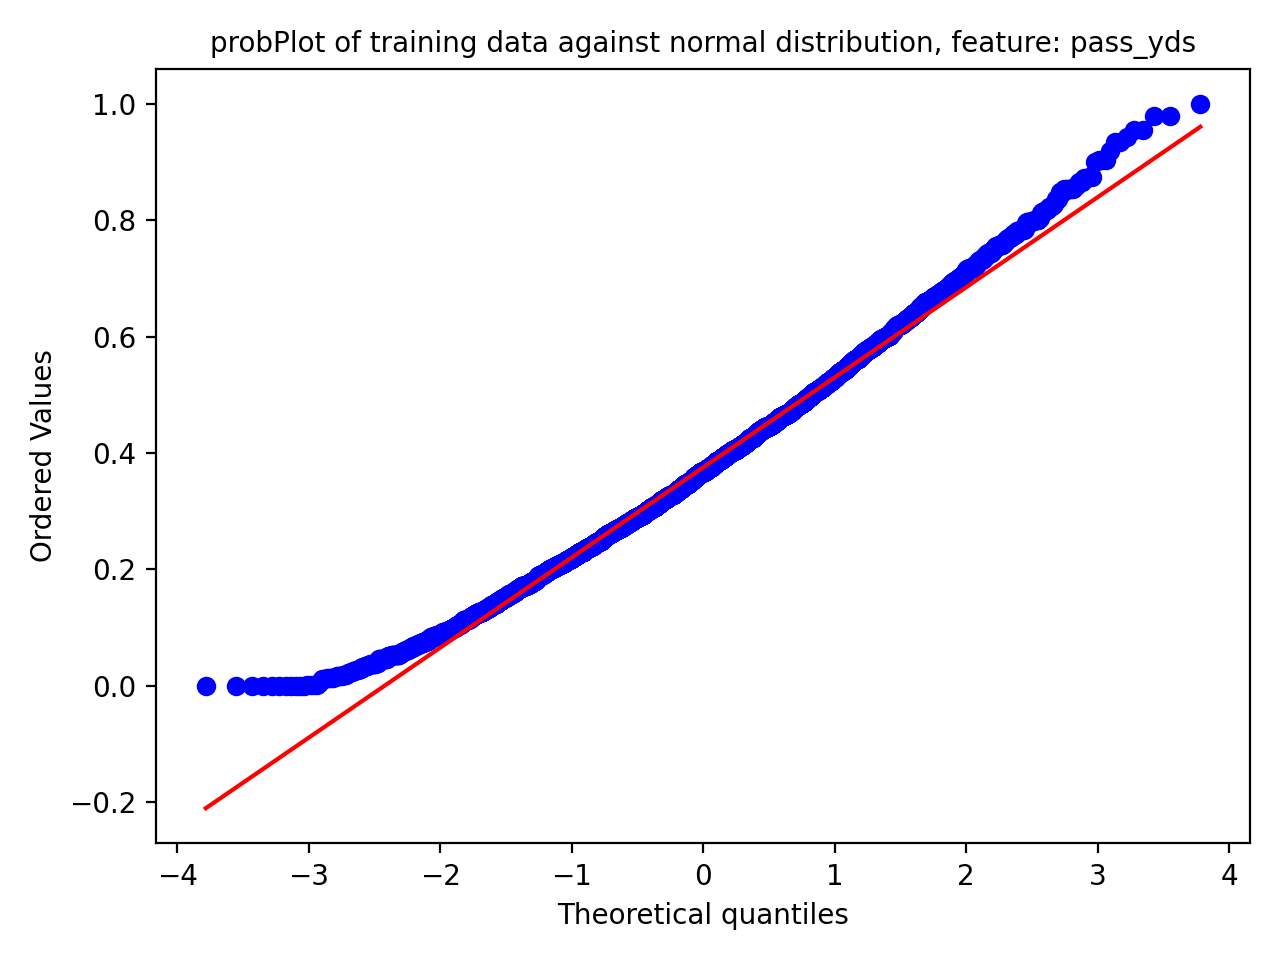 probPlot of training data against normal distribution, feature: pass_yds
1.0
0.8
0.6
0.4
0.2
0.0
−0.2
Ordered Values
−4 −3 −2 −1 0 1 2 3 4
Theoretical quantiles